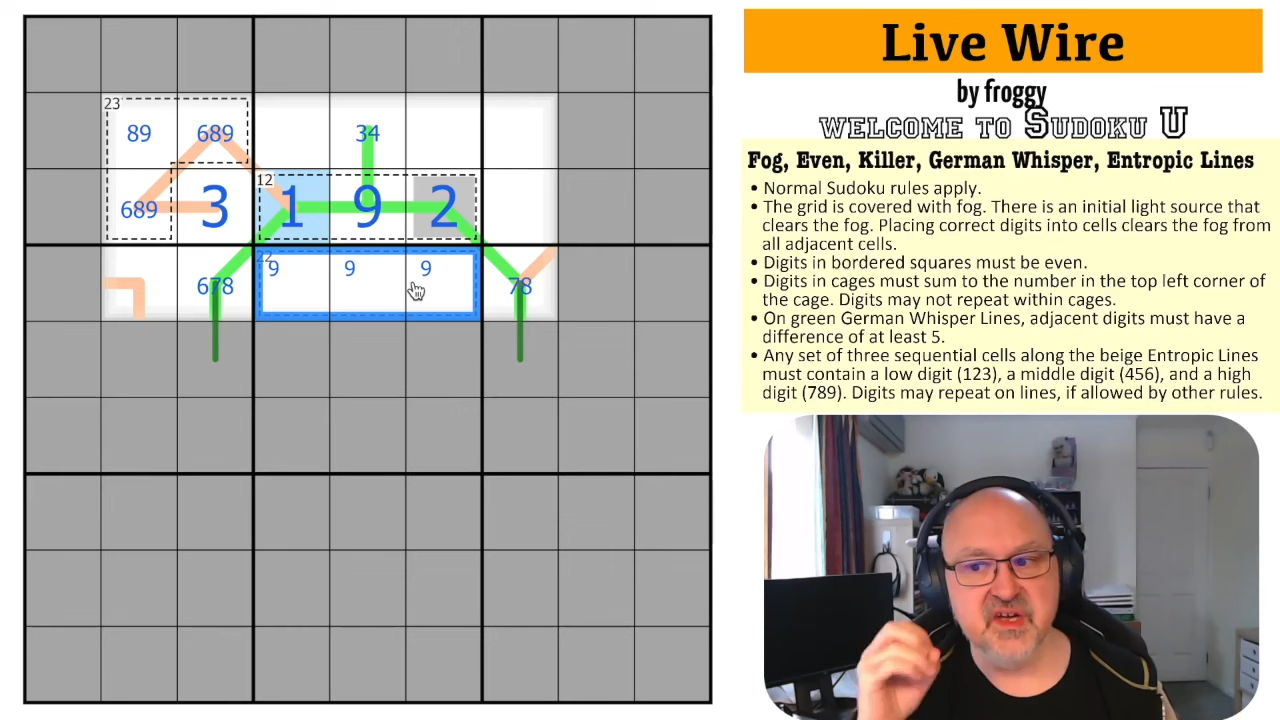 Live Wire
by froggy
WELCOME TO SUDOKU U
Fog, Even, Killer, German Whisper, Entropic Lines
• Normal Sudoku rules apply.
• The grid is covered with fog. There is an initial light source that
clears the fog. Placing correct digits into cells clears the fog from
all adjacent cells.
• Digits in bordered squares must be even.
• Digits in cages must sum to the number in the top left corner of
the cage. Digits may not repeat within cages.
• On green German Whisper Lines, adjacent digits must have a
difference of at least 5.
• Any set of three sequential cells along the beige Entropic Lines
must contain a low digit (123), a middle digit (456), and a high
digit (789). Digits may repeat on lines, if allowed by other rules.
23
89 689 34
12
689 3 1 9 2
22
9 9 9
678 78